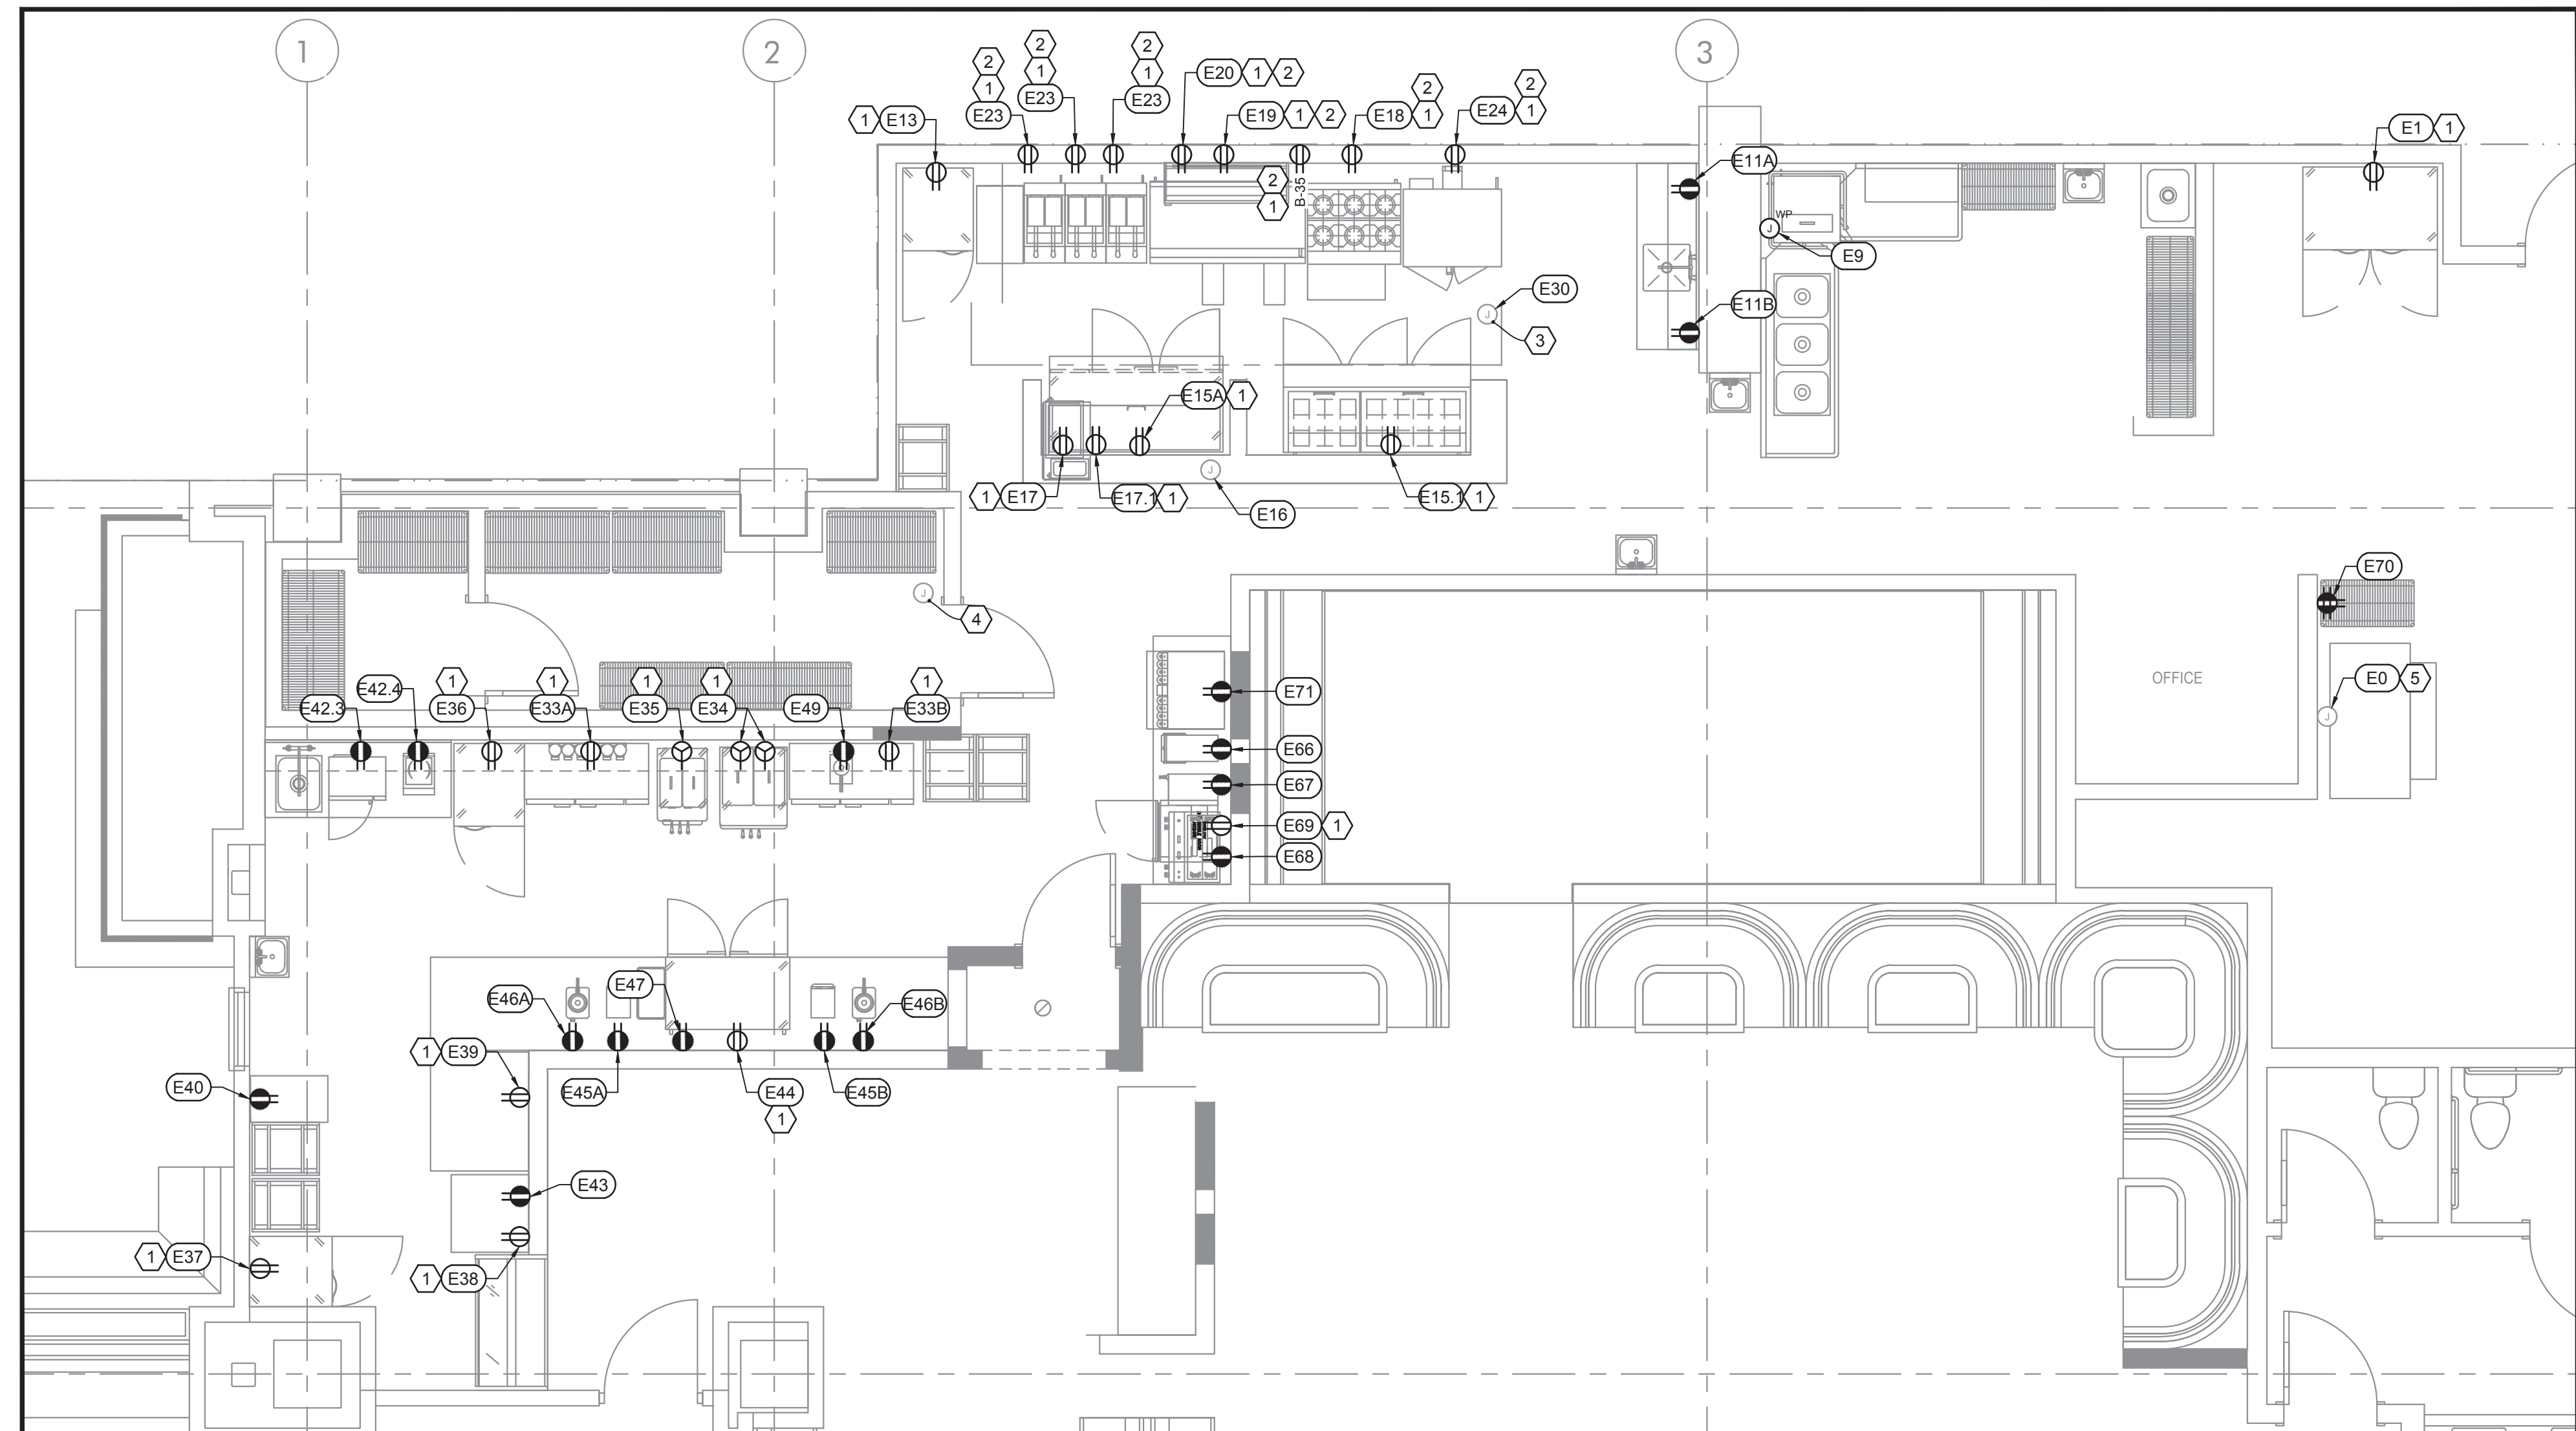 1
2
3
2
1
E23
2
1
E23
2
1
E23
E20 1 2
E19 1 2
2
E18 1
2
E24 1
1 E13
E1 1
E11A
2
1
B-35
WP
J
E9
E11B
E30
J
3
E15A 1
1 E17
E17.1 1
J
E16
E15.1 1
J
4
E70
OFFICE
E0 5
J
E42.3
E42.4
1
E36
1
E33A
1
E35
1
E34
E49
1
E33B
E71
E66
E67
E69 1
E68
E46A
E47
E46B
1 E39
E40
E45A
E44
1
E45B
E43
1 E37
1 E38